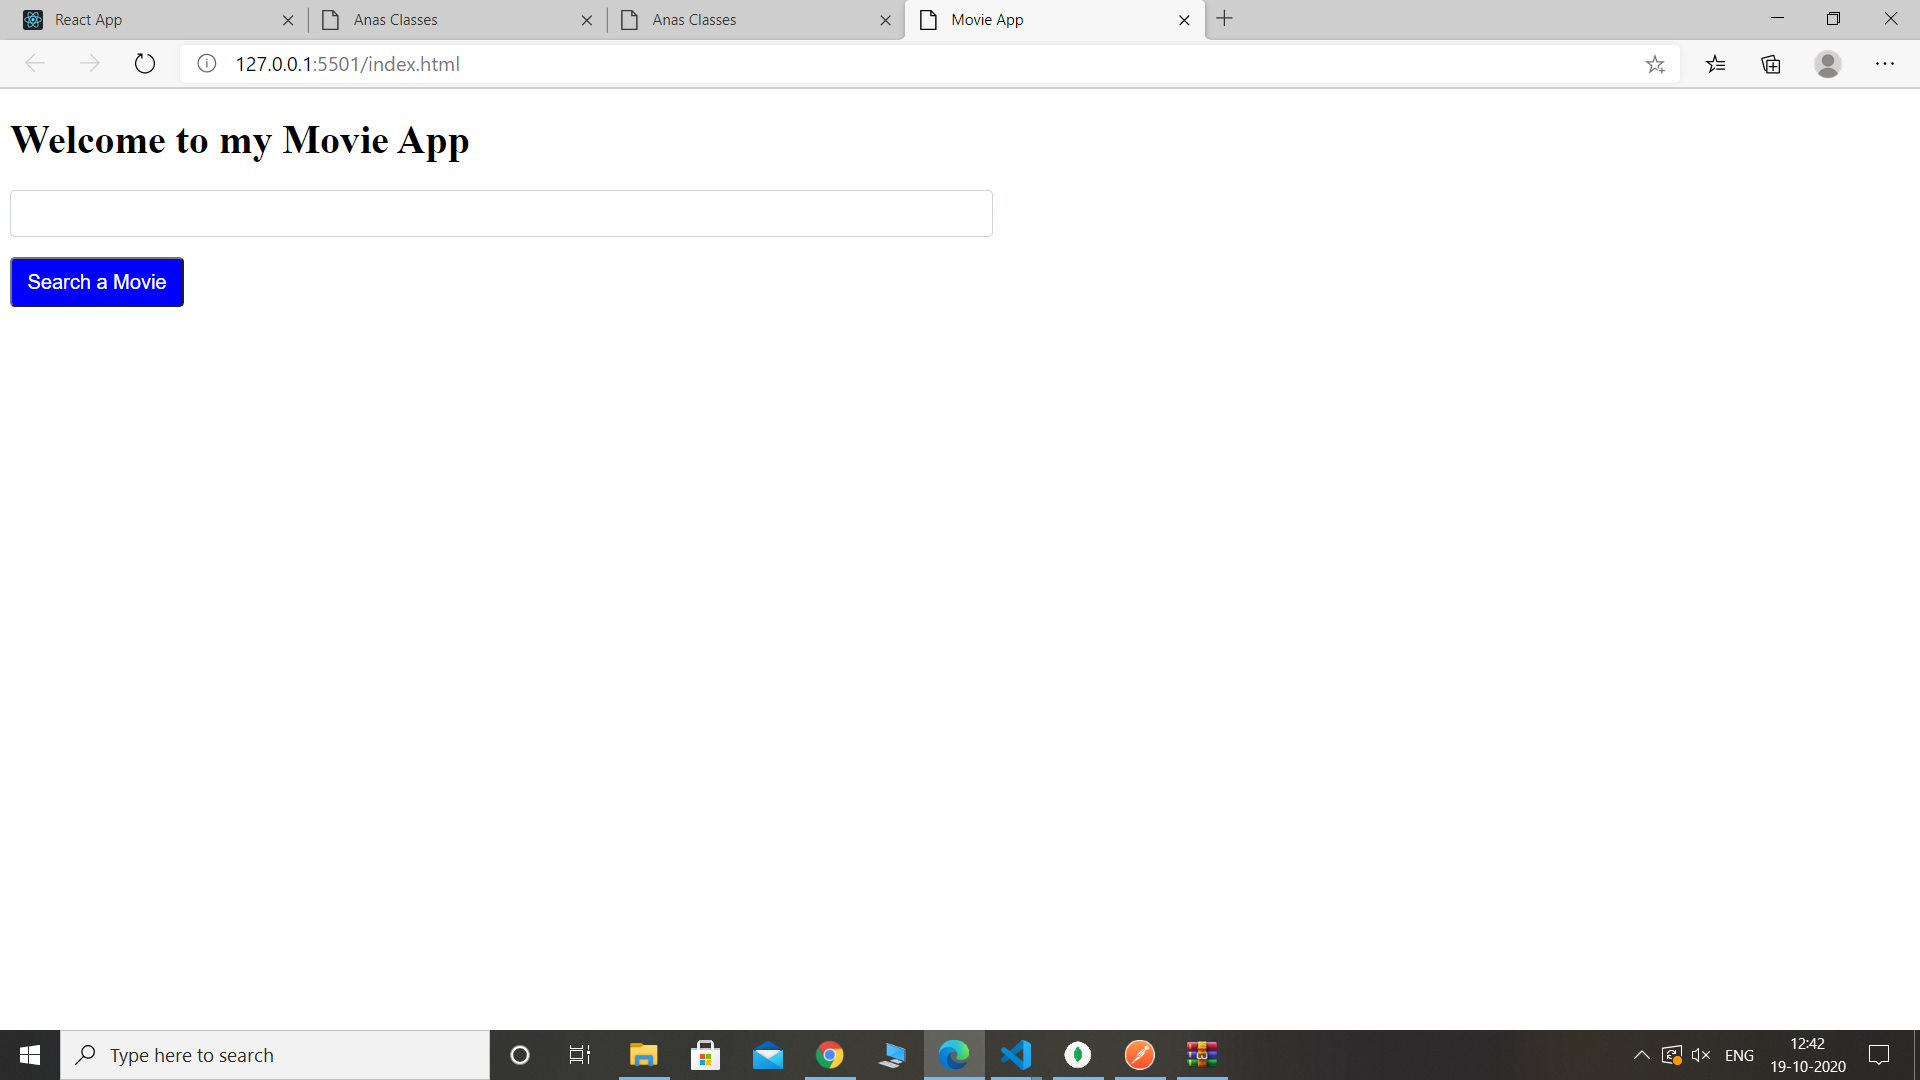 React App
Anas Classes
Anas Classes
Movie App
127.0.0.1:5501/index.html
Welcome to my Movie App
Search a Movie
Type here to search
ENG
12:42
19-10-2020